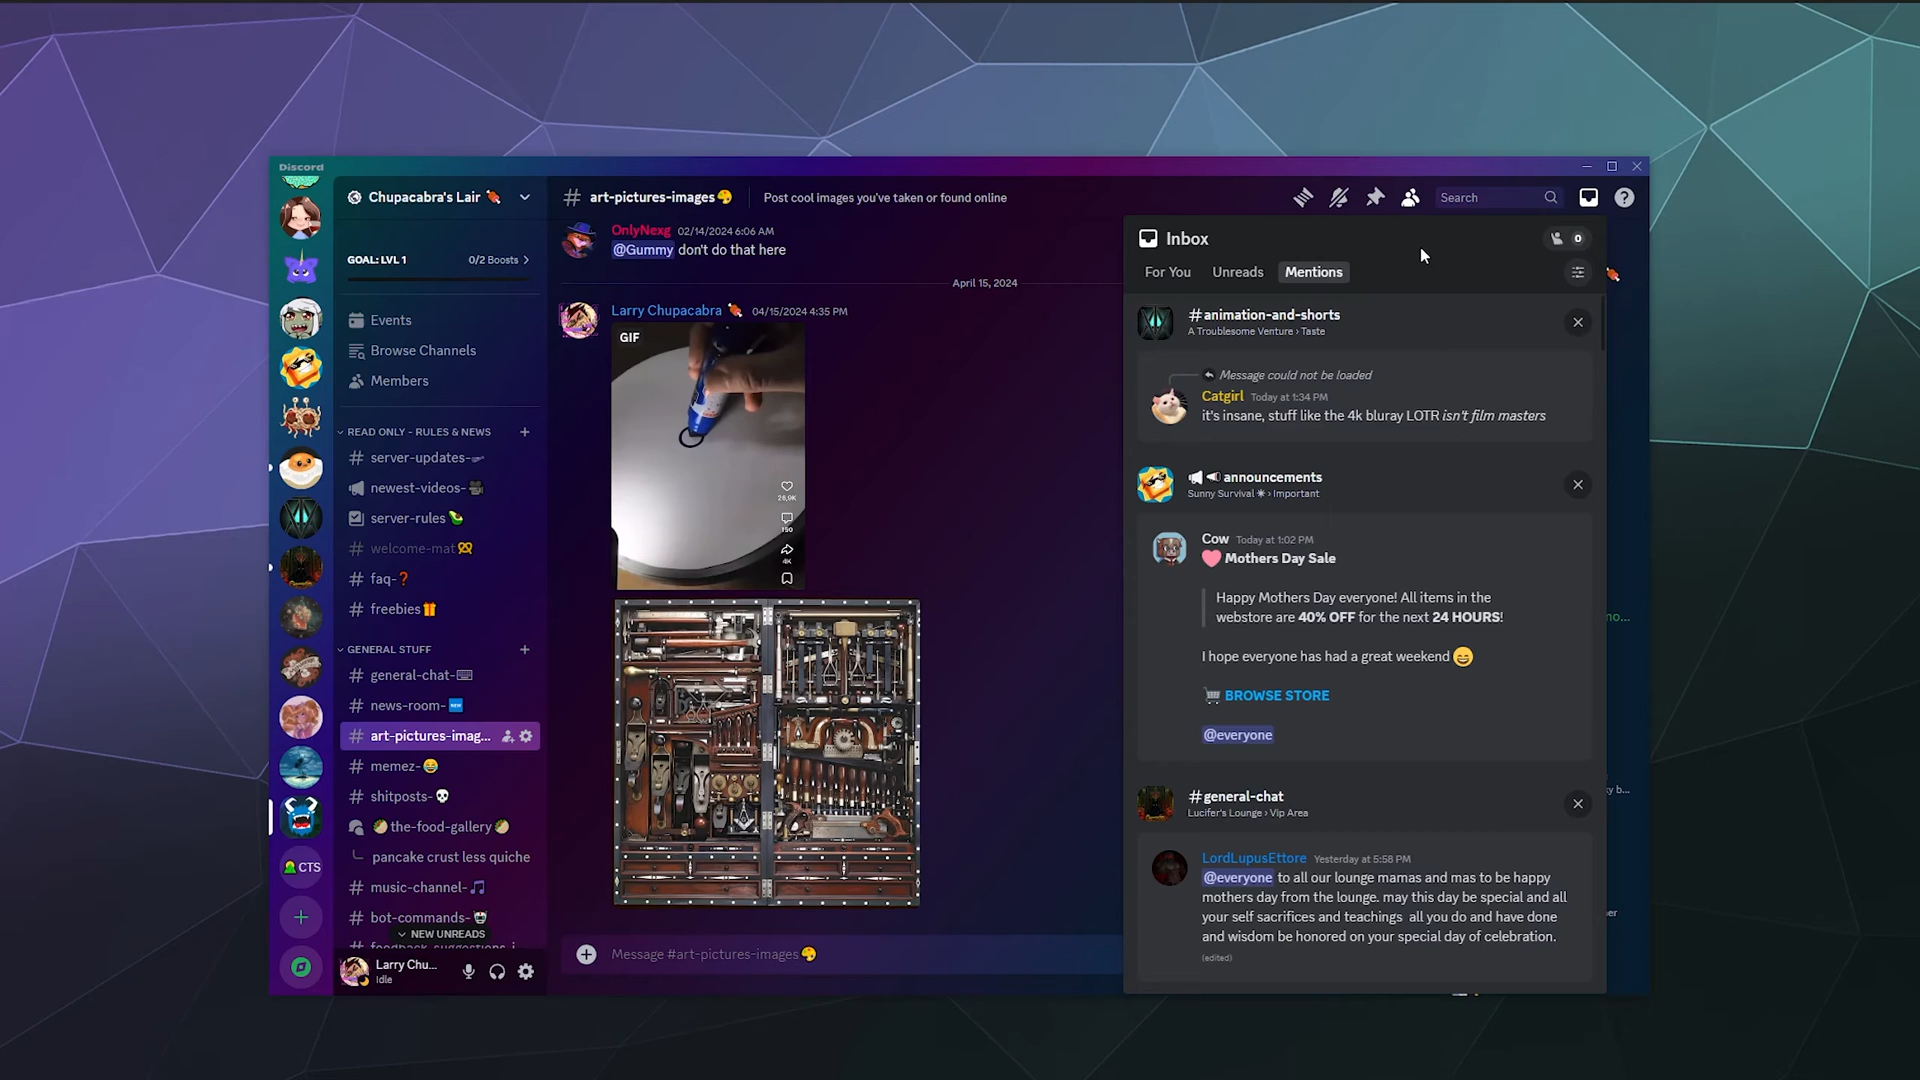 Discord
Chupacabra's Lair
GOAL: LVL 1
0/2 Boosts
Events
Browse Channels
Members
READ ONLY - RULES & NEWS
server-updates-
newest-videos-
server-rules
welcome-mat
faq-❓
freebies🎁
GENERAL STUFF
general-chat-
news-room-🆕
art-pictures-imag...
memez-😂
shitposts-💀
🥙the-food-gallery🥙
pancake crust less quiche
music-channel-🎵
bot-commands-
NEW UNREADS
CTS
Larry Chu...
Idle
# art-pictures-images
Post cool images you've taken or found online
Search
OnlyNexg 02/14/2024 6:06 AM
@Gummy don't do that here
April 15, 2024
Larry Chupacabra 04/15/2024 4:35 PM
GIF
150
4K
Message #art-pictures-images
Inbox
0
For You
Unreads
Mentions
#animation-and-shorts
A Troublesome Venture › Taste
Message could not be loaded
Catgirl Today at 1:34 PM
it's insane, stuff like the 4k bluray LOTR isn't film masters
announcements
Sunny Survival ☀ › Important
Cow Today at 1:02 PM
Mothers Day Sale
Happy Mothers Day everyone! All items in the
webstore are 40% OFF for the next 24 HOURS!
I hope everyone has had a great weekend 😄
🛒 BROWSE STORE
@everyone
#general-chat
Lucifer's Lounge › Vip Area
LordLupusEttore Yesterday at 5:58 PM
@everyone to all our lounge mamas and mas to be happy
mothers day from the lounge. may this day be special and all
your self sacrifices and teachings all you do and have done
and wisdom be honored on your special day of celebration.
(edited)